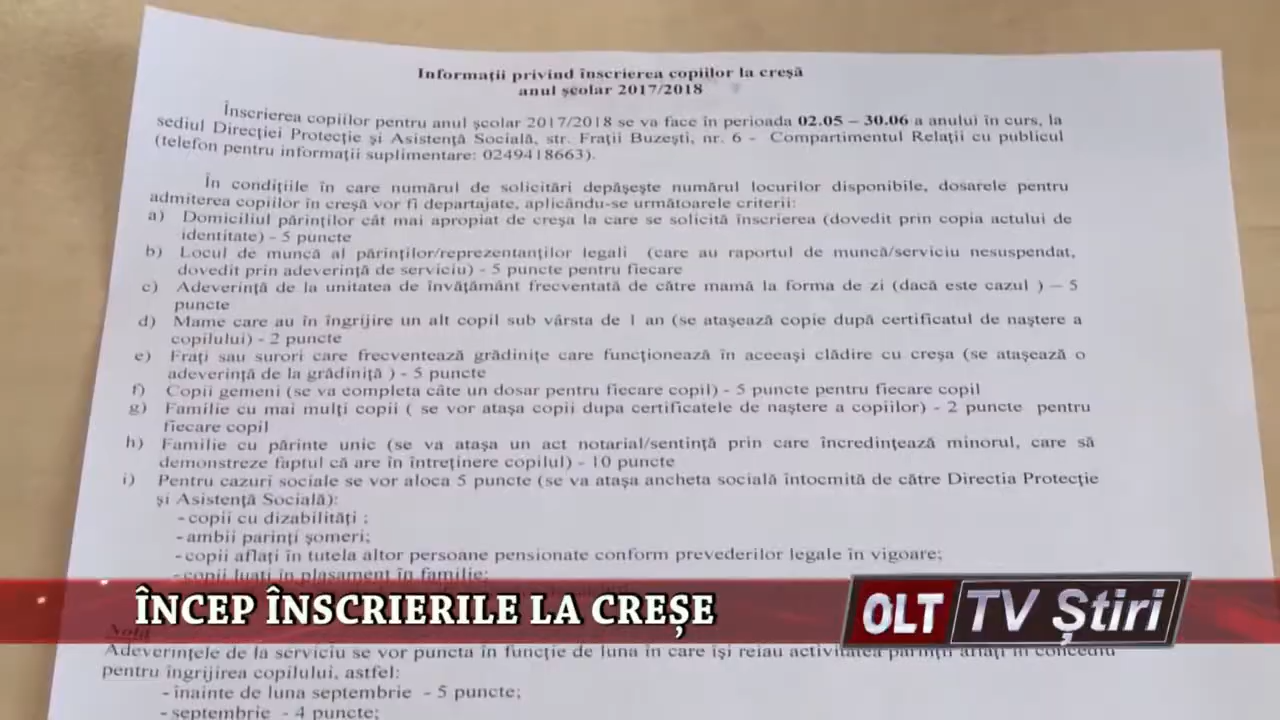 Informații privind înscrierea copiilor la creșă
anul școlar 2017/2018
Înscrierea copiilor pentru anul școlar 2017/2018 se va face în perioada 02.05 – 30.06 a anului în curs, la
sediul Direcției Protecție și Asistență Socială, str. Frații Buzești, nr. 6 - Compartimentul Relații cu publicul
(telefon pentru informații suplimentare: 0249418663).
În condițiile în care numărul de solicitări depășește numărul locurilor disponibile, dosarele pentru
admiterea copiilor în creșă vor fi departajate, aplicându-se următoarele criterii:
a) Domiciliul părinților cât mai apropiat de creșa la care se solicită înscrierea (dovedit prin copia actului de
identitate) - 5 puncte
b) Locul de muncă al părinților/reprezentanților legali (care au raportul de muncă/serviciu nesuspendat,
dovedit prin adeverință de serviciu) - 5 puncte pentru fiecare
c) Adeverință de la unitatea de învățământ frecventată de către mamă la forma de zi (dacă este cazul ) – 5
puncte
d) Mame care au în îngrijire un alt copil sub vârsta de 1 an (se atașează copie după certificatul de naștere a
copilului) - 2 puncte
e) Frați sau surori care frecventează grădinițe care funcționează în aceeași clădire cu creșa (se atașează o
adeverință de la grădiniță ) - 5 puncte
f) Copii gemeni (se va completa câte un dosar pentru fiecare copil) - 5 puncte pentru fiecare copil
g) Familie cu mai mulți copii ( se vor atașa copii dupa certificatele de naștere a copiilor) - 2 puncte pentru
fiecare copil
h) Familie cu părinte unic (se va atașa un act notarial/sentință prin care încredințează minorul, care să
demonstreze faptul că are în întreținere copilul) - 10 puncte
i) Pentru cazuri sociale se vor aloca 5 puncte (se va atașa ancheta socială întocmită de către Directia Protecție
și Asistență Socială):
- copii cu dizabilități ;
- ambii parinți șomeri;
- copii aflați în tutela altor persoane pensionate conform prevederilor legale în vigoare;
- copii luați în plasament în familie;
ÎNCEP ÎNSCRIERILE LA CREȘE
OLT TV Știri
Notă
Adeverințele de la serviciu se vor puncta în funcție de luna în care își reiau activitatea părinții aflați în concediu
pentru îngrijirea copilului, astfel:
- înainte de luna septembrie - 5 puncte;
- septembrie - 4 puncte;